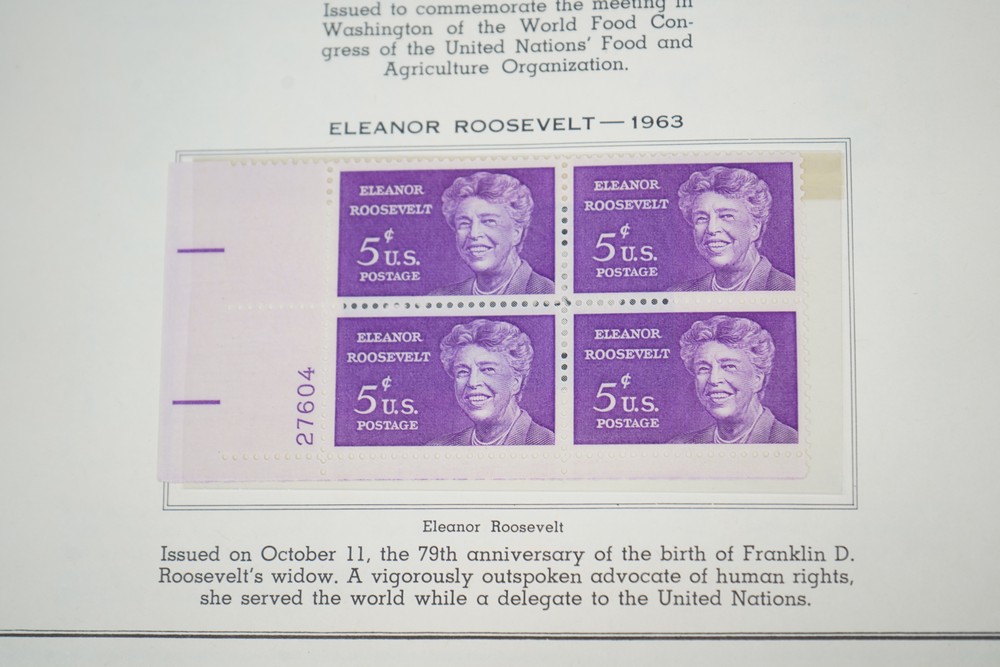 Issued to commemorate the meeting in
Washington of the World Food Con-
gress of the United Nations' Food and
Agriculture Organization.
ELEANOR ROOSEVELT—1963
ELEANOR
ROOSEVELT
5¢ U.S.
POSTAGE
ELEANOR
ROOSEVELT
5¢ U.S.
POSTAGE
ELEANOR
ROOSEVELT
5¢ U.S.
POSTAGE
ELEANOR
ROOSEVELT
5¢ U.S.
POSTAGE
27604
Eleanor Roosevelt
Issued on October 11, the 79th anniversary of the birth of Franklin D.
Roosevelt's widow. A vigorously outspoken advocate of human rights,
she served the world while a delegate to the United Nations.